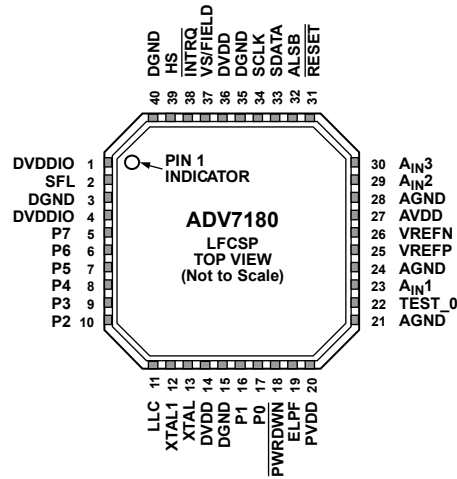 DGND
HS
INTRQ
VS/FIELD
DVDD
DGND
SCLK
SDATA
ALSB
RESET
40
39
38
37
36
35
34
33
32
31
DVDDIO 1
SFL 2
DGND 3
DVDDIO 4
P7 5
P6 6
P5 7
P4 8
P3 9
P2 10
PIN 1
INDICATOR
ADV7180
LFCSP
TOP VIEW
(Not to Scale)
30 AIN3
29 AIN2
28 AGND
27 AVDD
26 VREFN
25 VREFP
24 AGND
23 AIN1
22 TEST_0
21 AGND
11
12
13
14
15
16
17
18
19
20
LLC
XTAL1
XTAL
DVDD
DGND
P1
P0
PWRDWN
ELPF
PVDD